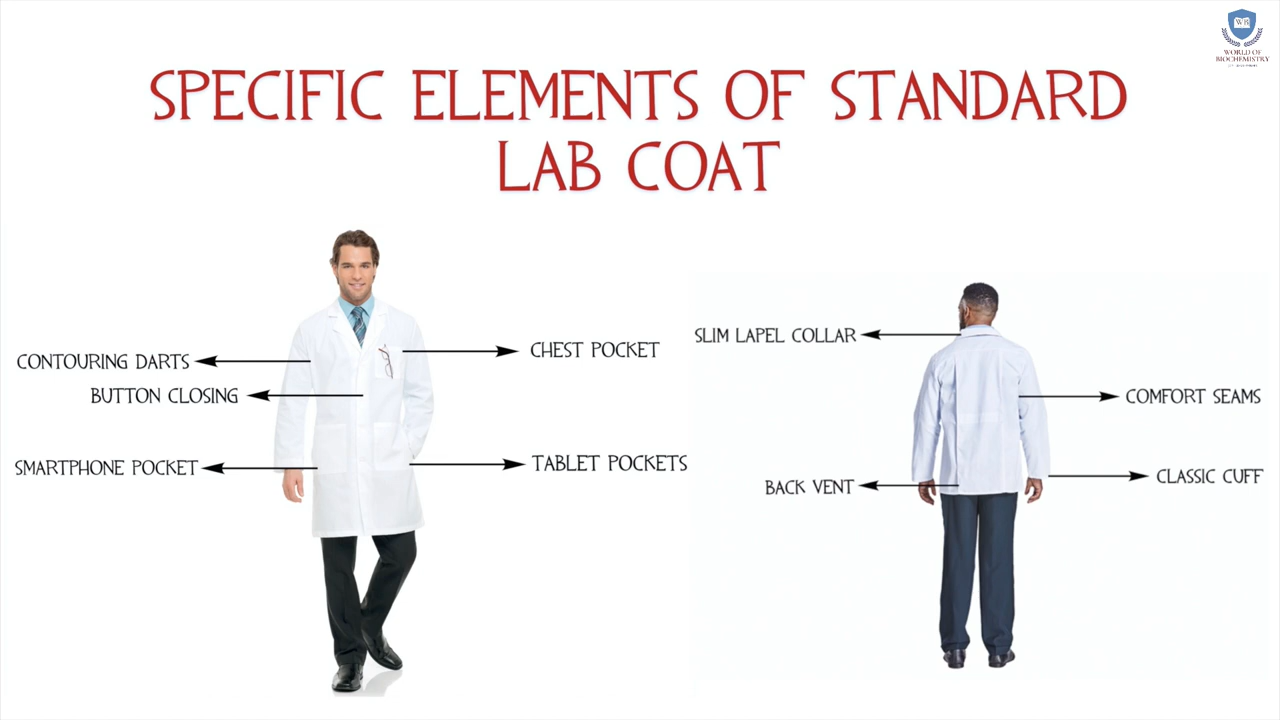 WB
WORLD OF
BIOCHEMISTRY
SPECIFIC ELEMENTS OF STANDARD
LAB COAT
CONTOURING DARTS
CHEST POCKET
BUTTON CLOSING
SMARTPHONE POCKET
TABLET POCKETS
SLIM LAPEL COLLAR
COMFORT SEAMS
BACK VENT
CLASSIC CUFF